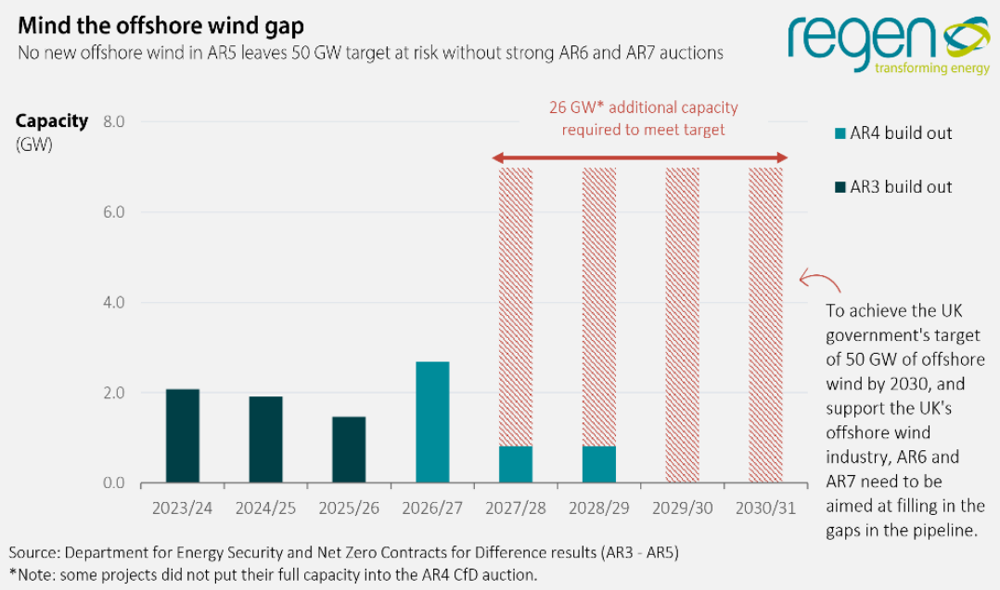 Mind the offshore wind gap
No new offshore wind in AR5 leaves 50 GW target at risk without strong AR6 and AR7 auctions
regen
transforming energy
Capacity
(GW)
8.0
6.0
4.0
2.0
0.0
26 GW* additional capacity
required to meet target
AR4 build out
AR3 build out
To achieve the UK
government's target
of 50 GW of offshore
wind by 2030, and
support the UK's
offshore wind
industry, AR6 and
AR7 need to be
aimed at filling in the
gaps in the pipeline.
2023/24 2024/25 2025/26 2026/27 2027/28 2028/29 2029/30 2030/31
Source: Department for Energy Security and Net Zero Contracts for Difference results (AR3 - AR5)
*Note: some projects did not put their full capacity into the AR4 CfD auction.